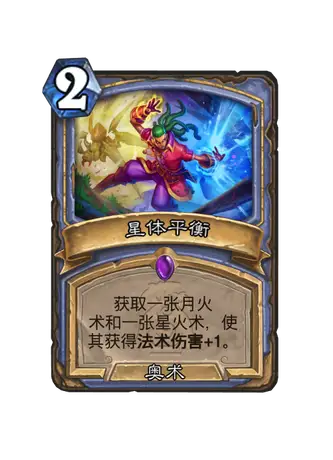 2
星体平衡
获取一张月火
术和一张星火术，使
其获得法术伤害+1。
奥术